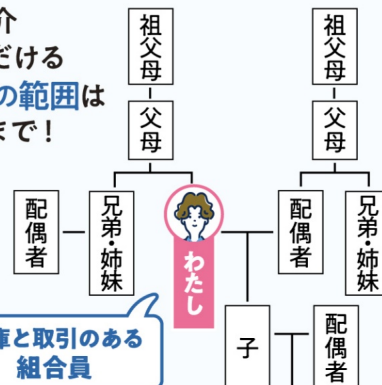 介
だける
の範囲は
まで！
祖父母
祖父母
父母
父母
配偶者
兄弟・姉妹
わたし
配偶者
兄弟・姉妹
庫と取引のある
組合員
子
配偶者